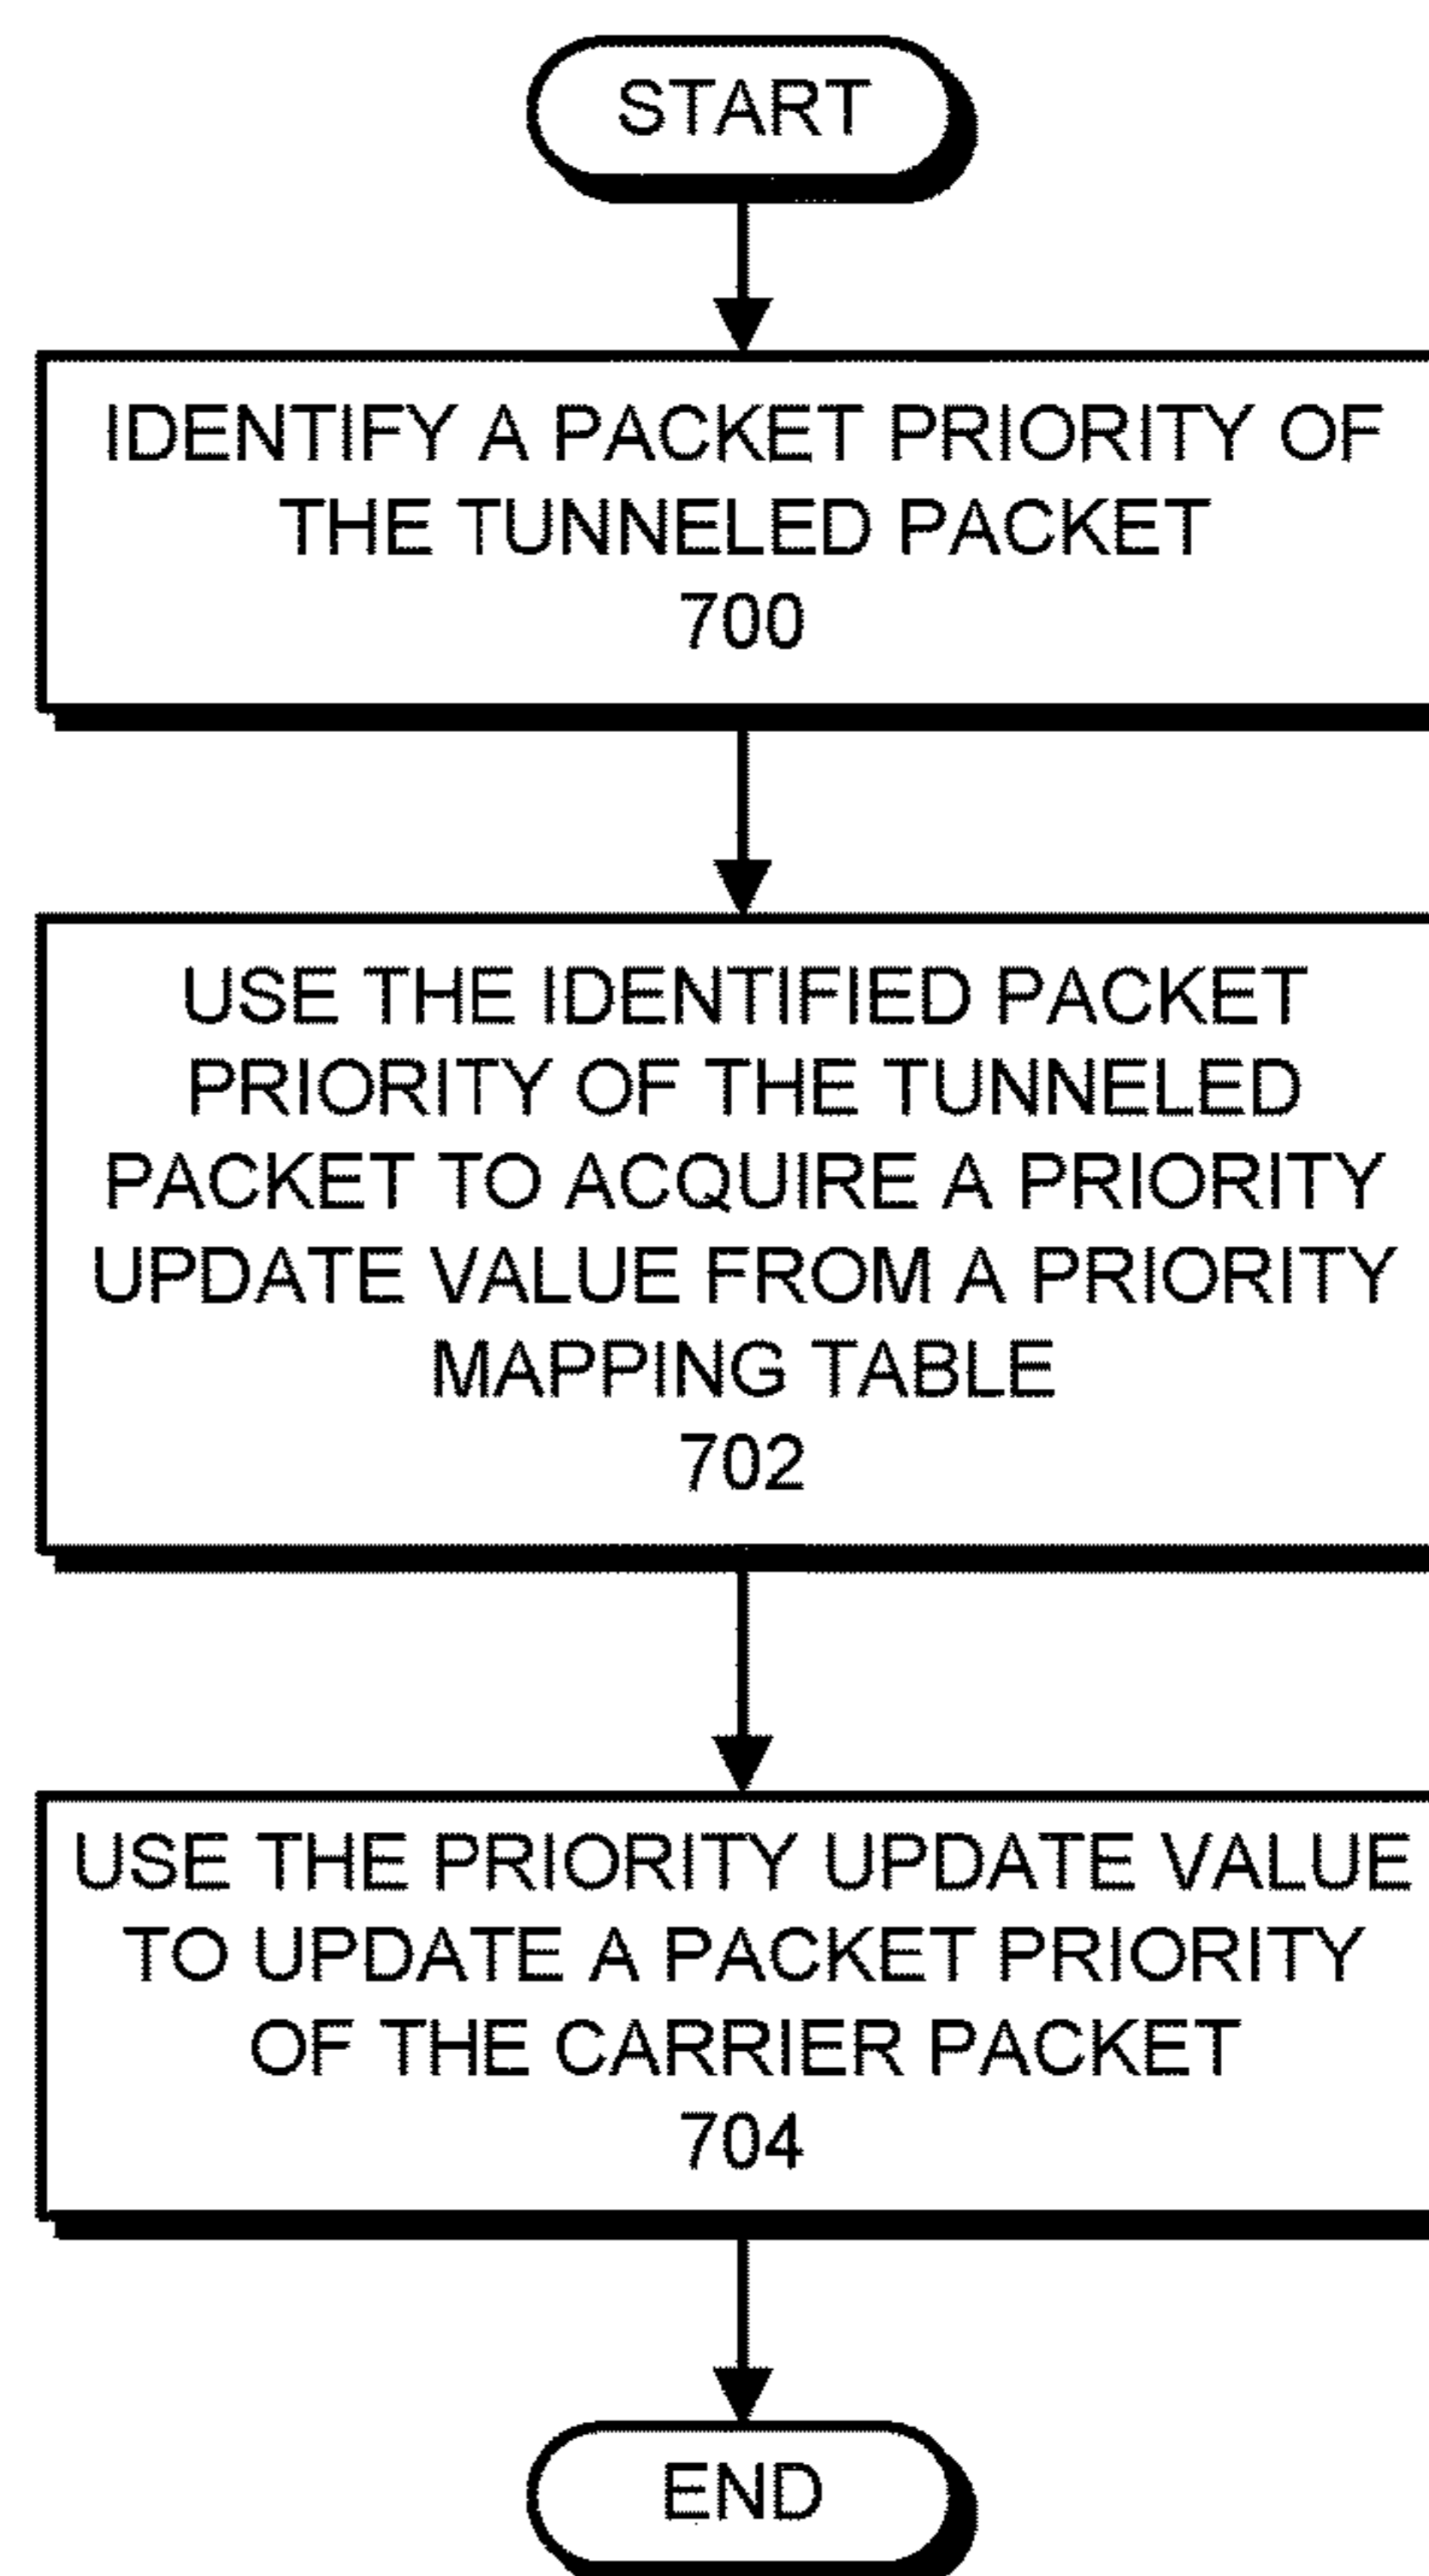 START
IDENTIFY A PACKET PRIORITY OF
THE TUNNELED PACKET
700
USE THE IDENTIFIED PACKET
PRIORITY OF THE TUNNELED
PACKET TO ACQUIRE A PRIORITY
UPDATE VALUE FROM A PRIORITY
MAPPING TABLE
702
USE THE PRIORITY UPDATE VALUE
TO UPDATE A PACKET PRIORITY
OF THE CARRIER PACKET
704
END